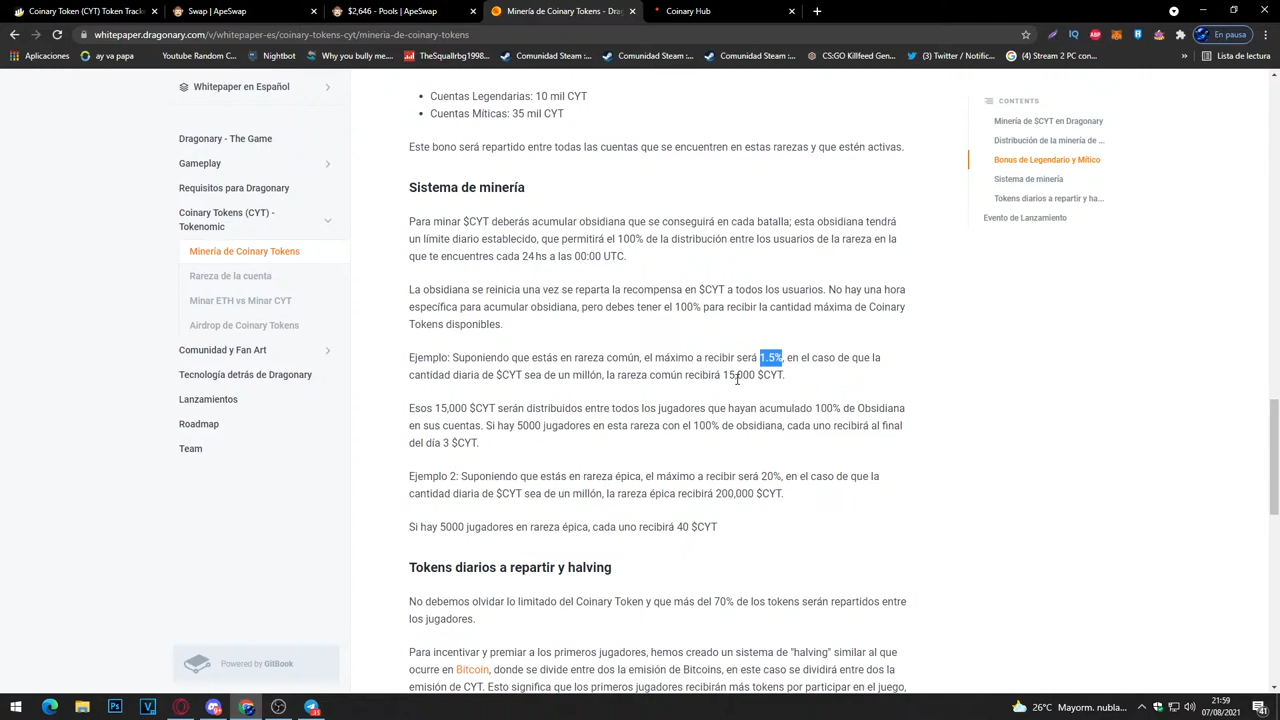 Coinary Token (CYT) Track
$2,646 - Axie Infinity
Minería de Coinary Tokens - Dra
Coinary Hub
whitepaper.dragonary.com/v/whitepaper-es/coinary-tokens-cyt/mineria-de-coinary-tokens
En pausa
Aplicaciones
ay la verdad
Youtube Rewind by...
Nothing
Why you bully me....
TheSquallrbg1998...
Community Steam :...
Community Steam :...
Community Steam :...
CS:GO Killfeed Gen...
(3) Twitter / Notific...
(4) Stream 2 PC con...
»
Lista de lectura
Whitepaper en Español
Cuentas Legendarias: 10 mil CYT
Cuentas Míticas: 35 mil CYT
CONTENTS
Minería de $CYT en Dragonary
Distribución de la minería de ...
Bonus de Legendario y Mítico
Sistema de minería
Tokens diarios a repartir y ha...
Evento de Lanzamiento
Dragonary - The Game
Gameplay
Requisitos para Dragonary
Coinary Tokens (CYT) -
Tokenomic
Minería de Coinary Tokens
Rareza de la cuenta
Minar ETH vs Minar CYT
Airdrop de Coinary Tokens
Comunidad y Fan Art
Tecnología detrás de Dragonary
Lanzamientos
Roadmap
Team
Powered by GitBook
Este bono será repartido entre todas las cuentas que se encuentren en estas rarezas y que estén activas.
Sistema de minería
Para minar $CYT deberás acumular obsidiana que se conseguirá en cada batalla; esta obsidiana tendrá
un límite diario establecido, que permitirá el 100% de la distribución entre los usuarios de la rareza en la
que te encuentres cada 24 hs a las 00:00 UTC.
La obsidiana se reinicia una vez se reparta la recompensa en $CYT a todos los usuarios. No hay una hora
específica para acumular obsidiana, pero debes tener el 100% para recibir la cantidad máxima de Coinary
Tokens disponibles.
Ejemplo: Suponiendo que estás en rareza común, el máximo a recibir será 1.5%, en el caso de que la
cantidad diaria de $CYT sea de un millón, la rareza común recibirá 15,000 $CYT.
Esos 15,000 $CYT serán distribuidos entre todos los jugadores que hayan acumulado 100% de Obsidiana
en sus cuentas. Si hay 5000 jugadores en esta rareza con el 100% de obsidiana, cada uno recibirá al final
del día 3 $CYT.
Ejemplo 2: Suponiendo que estás en rareza épica, el máximo a recibir será 20%, en el caso de que la
cantidad diaria de $CYT sea de un millón, la rareza épica recibirá 200,000 $CYT.
Si hay 5000 jugadores en rareza épica, cada uno recibirá 40 $CYT
Tokens diarios a repartir y halving
No debemos olvidar lo limitado del Coinary Token y que más del 70% de los tokens serán repartidos entre
los jugadores.
Para incentivar y premiar a los primeros jugadores, hemos creado un sistema de "halving" similar al que
ocurre en Bitcoin, donde se divide entre dos la emisión de Bitcoins, en este caso se dividirá entre dos la
emisión de CYT. Esto significa que los primeros jugadores recibirán más tokens por participar en el juego,
26°C Mayorm. nubla...
21:59
07/08/2021